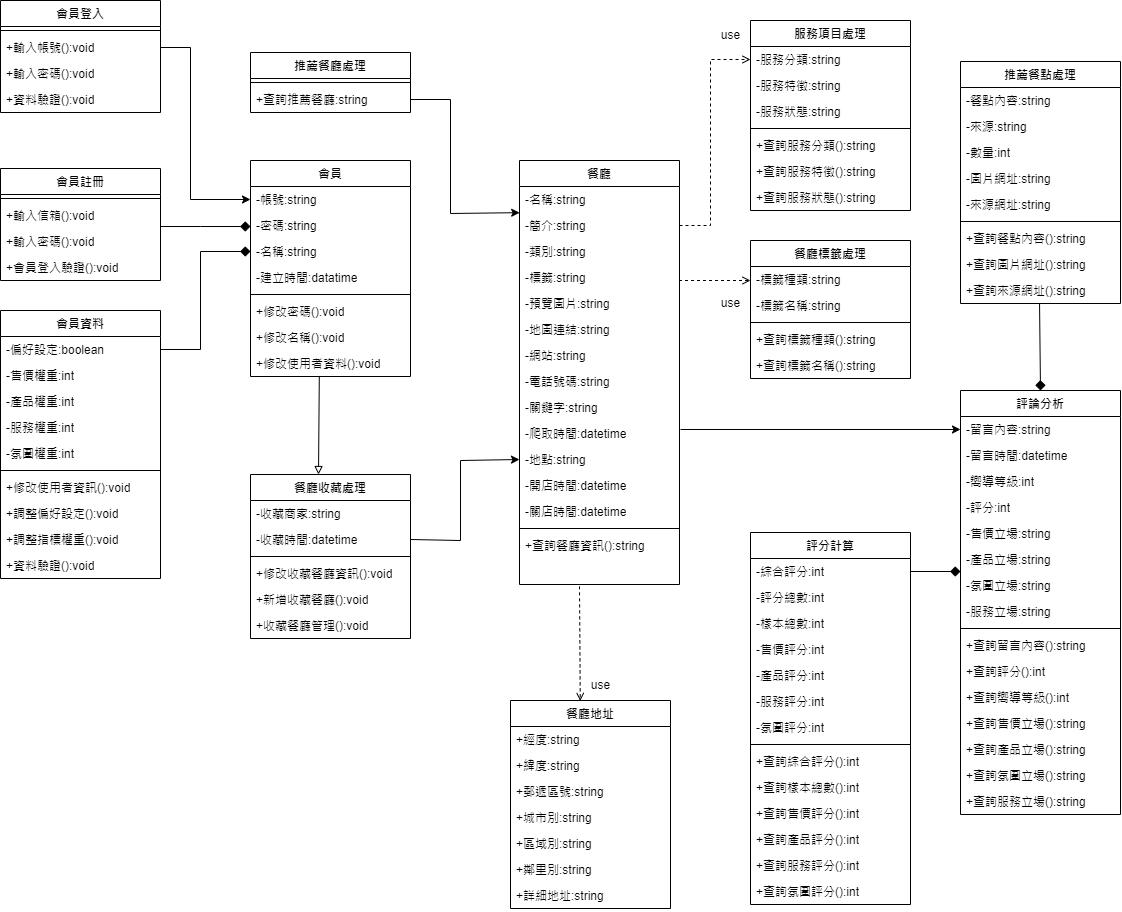 會員登入
+輸入帳號():void
+輸入密碼():void
+資料驗證():void
會員註冊
+輸入信箱():void
+輸入密碼():void
+會員登入驗證():void
會員資料
-偏好設定:boolean
-售價權重:int
-產品權重:int
-服務權重:int
-氛圍權重:int
+修改使用者資訊():void
+調整偏好設定():void
+調整指標權重():void
+資料驗證():void
推薦餐廳處理
+查詢推薦餐廳:string
會員
-帳號:string
-密碼:string
-名稱:string
-建立時間:datatime
+修改密碼():void
+修改名稱():void
+修改使用者資料():void
餐廳收藏處理
-收藏商家:string
-收藏時間:datetime
+修改收藏餐廳資訊():void
+新增收藏餐廳():void
+收藏餐廳管理():void
餐廳
-名稱:string
-簡介:string
-類別:string
-標籤:string
-預覽圖片:string
-地圖連結:string
-網站:string
-電話號碼:string
-關鍵字:string
-爬取時間:datetime
-地點:string
-開店時間:datetime
-關店時間:datetime
+查詢餐廳資訊():string
use
餐廳地址
+經度:string
+緯度:string
+郵遞區號:string
+城市別:string
+區域別:string
+鄰里別:string
+詳細地址:string
use
服務項目處理
-服務分類:string
-服務特徵:string
-服務狀態:string
+查詢服務分類():string
+查詢服務特徵():string
+查詢服務狀態():string
use
餐廳標籤處理
-標籤種類:string
-標籤名稱:string
+查詢標籤種類():string
+查詢標籤名稱():string
評分計算
-綜合評分:int
-評分總數:int
-樣本總數:int
-售價評分:int
-產品評分:int
-服務評分:int
-氛圍評分:int
+查詢綜合評分():int
+查詢樣本總數():int
+查詢售價評分():int
+查詢產品評分():int
+查詢服務評分():int
+查詢氛圍評分():int
推薦餐點處理
-餐點內容:string
-來源:string
-數量:int
-圖片網址:string
-來源網址:string
+查詢餐點內容():string
+查詢圖片網址():string
+查詢來源網址():string
評論分析
-留言內容:string
-留言時間:datetime
-嚮導等級:int
-評分:int
-售價立場:string
-產品立場:string
-氛圍立場:string
-服務立場:string
+查詢留言內容():string
+查詢評分():int
+查詢嚮導等級():int
+查詢售價立場():string
+查詢產品立場():string
+查詢氛圍立場():string
+查詢服務立場():string